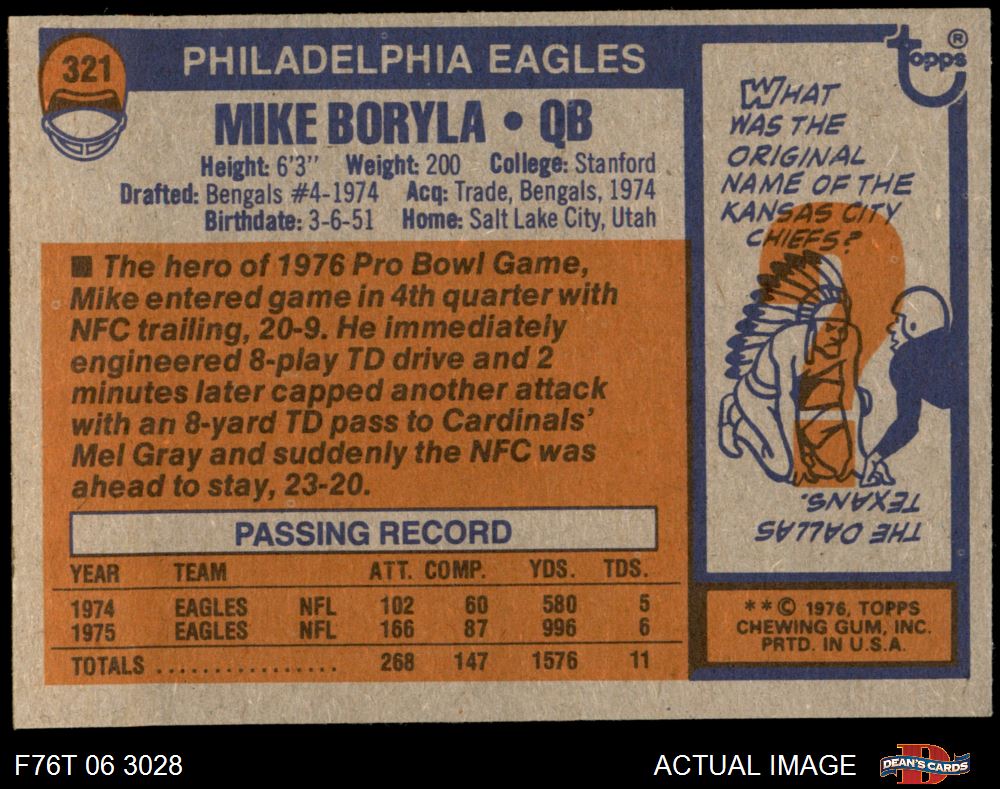 321
PHILADELPHIA EAGLES
MIKE BORYLA • QB
Height: 6'3" Weight: 200 College: Stanford
Drafted: Bengals #4-1974 Acq: Trade, Bengals, 1974
Birthdate: 3-6-51 Home: Salt Lake City, Utah
■ The hero of 1976 Pro Bowl Game,
Mike entered game in 4th quarter with
NFC trailing, 20-9. He immediately
engineered 8-play TD drive and 2
minutes later capped another attack
with an 8-yard TD pass to Cardinals'
Mel Gray and suddenly the NFC was
ahead to stay, 23-20.
PASSING RECORD
YEAR TEAM ATT. COMP. YDS. TDS.
1974 EAGLES NFL 102 60 580 5
1975 EAGLES NFL 166 87 996 6
TOTALS ................. 268 147 1576 11
topps®
WHAT
WAS THE
ORIGINAL
NAME OF THE
KANSAS CITY
CHIEFS?
?
THE DALLAS
TEXANS.
**© 1976, TOPPS
CHEWING GUM, INC.
PRTD. IN U.S.A.
F76T 06 3028
ACTUAL IMAGE
D
DEAN'S CARDS